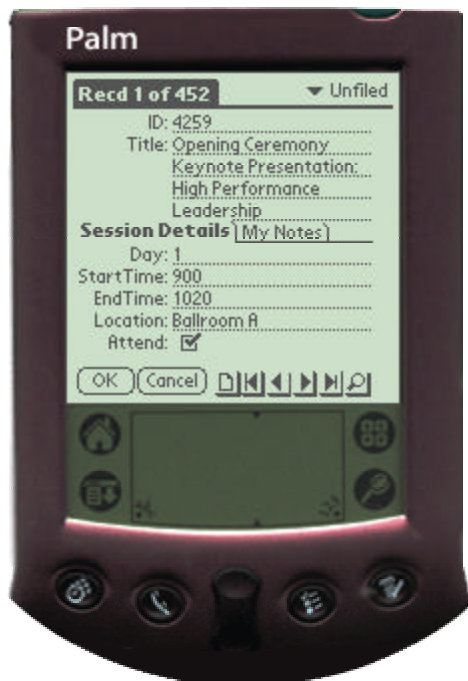 Palm
Recd 1 of 452 Unfiled
ID: 4259
Title: Opening Ceremony
Keynote Presentation:
High Performance
Leadership
Session Details My Notes
Day: 1
StartTime: 900
EndTime: 1020
Location: Ballroom A
Attend:
OK Cancel